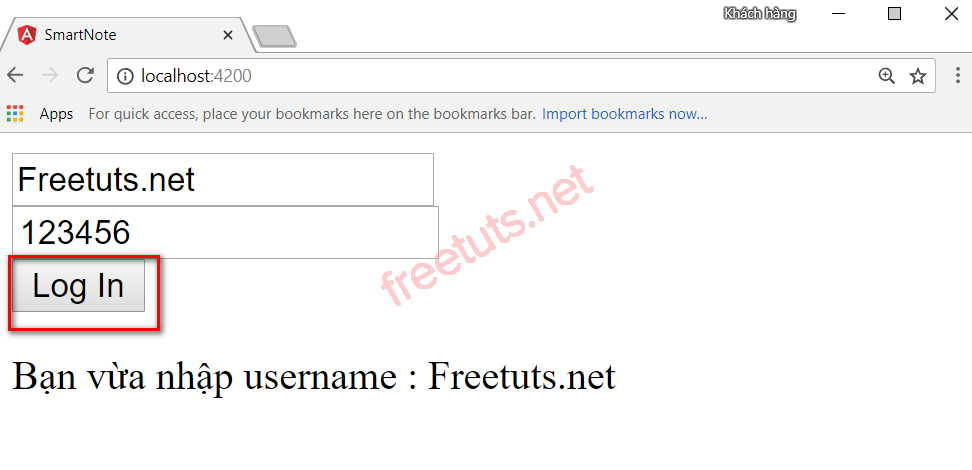 Khách hàng
SmartNote
localhost:4200
Apps For quick access, place your bookmarks here on the bookmarks bar. Import bookmarks now...
Freetuts.net
123456
Log In
freetuts.net
Bạn vừa nhập username : Freetuts.net